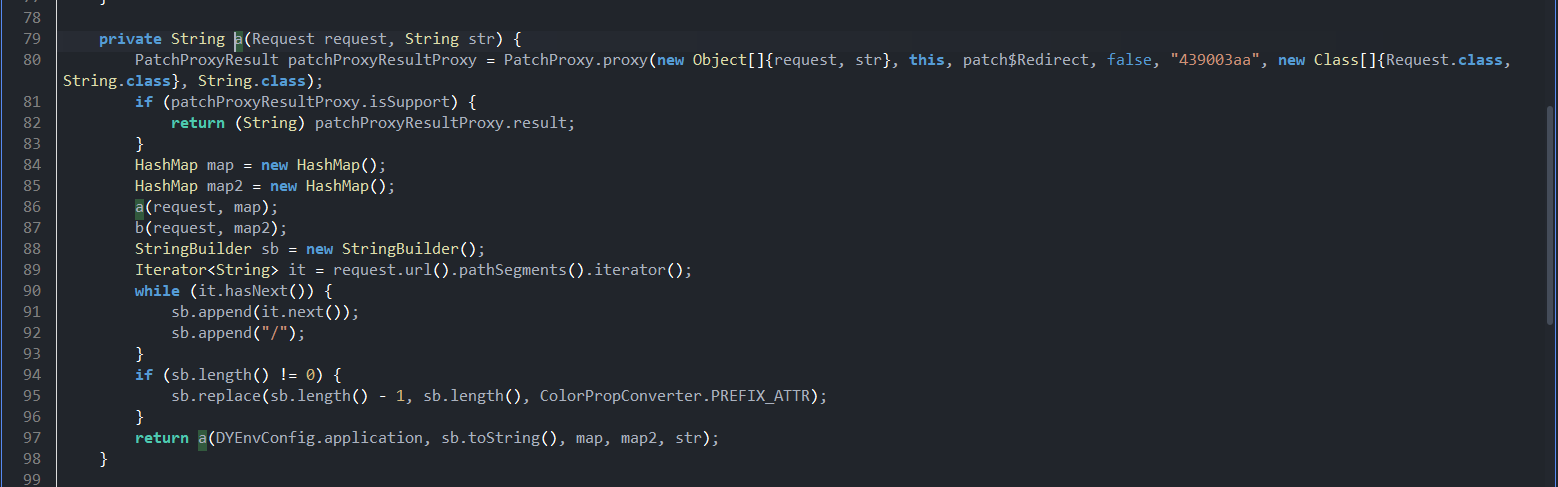 78
79 private String a(Request request, String str) {
80 PatchProxyResult patchProxyResultProxy = PatchProxy.proxy(new Object[]{request, str}, this, patch$Redirect, false, "439003aa", new Class[]{Request.class,
String.class}, String.class);
81 if (patchProxyResultProxy.isSupport) {
82 return (String) patchProxyResultProxy.result;
83 }
84 HashMap map = new HashMap();
85 HashMap map2 = new HashMap();
86 a(request, map);
87 b(request, map2);
88 StringBuilder sb = new StringBuilder();
89 Iterator<String> it = request.url().pathSegments().iterator();
90 while (it.hasNext()) {
91 sb.append(it.next());
92 sb.append("/");
93 }
94 if (sb.length() != 0) {
95 sb.replace(sb.length() - 1, sb.length(), ColorPropConverter.PREFIX_ATTR);
96 }
97 return a(DYEnvConfig.application, sb.toString(), map, map2, str);
98 }
99